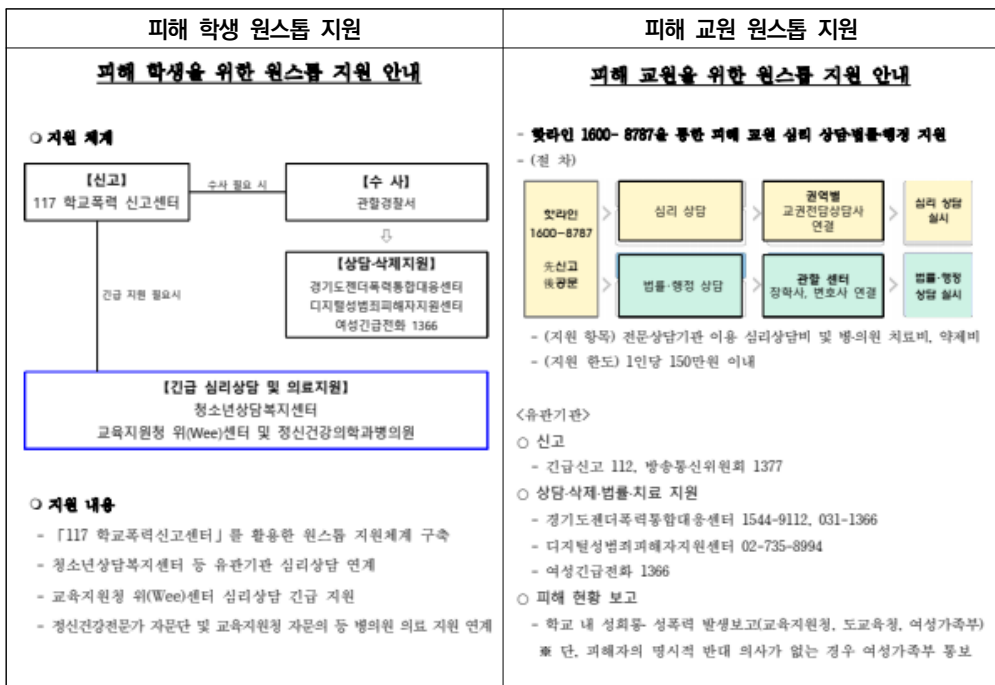 피해 학생 원스톱 지원
피해 학생을 위한 원스톱 지원 안내
○ 지원 체계
【신고】
117 학교폭력 신고센터
수사 필요 시
【수 사】
관할경찰서
【상담·삭제지원】
경기도젠더폭력통합대응센터
디지털성범죄피해자지원센터
여성긴급전화 1366
긴급 지원 필요시
【긴급 심리상담 및 의료지원】
청소년상담복지센터
교육지원청 위(Wee)센터 및 정신건강의학과병의원
○ 지원 내용
- 「117 학교폭력신고센터」를 활용한 원스톱 지원체계 구축
- 청소년상담복지센터 등 유관기관 심리상담 연계
- 교육지원청 위(Wee)센터 심리상담 긴급 지원
- 정신건강전문가 자문단 및 교육지원청 자문의 등 병의원 의료 지원 연계
피해 교원 원스톱 지원
피해 교원을 위한 원스톱 지원 안내
- 핫라인 1600- 8787을 통한 피해 교원 심리 상담·법률·행정 지원
- (절 차)
핫라인
1600-8787
先신고
後공문
심리 상담
권역별
교권전담상담사
연결
심리 상담
실시
법률·행정 상담
관할 센터
장학사, 변호사 연결
법률·행정
상담 실시
- (지원 항목) 전문상담기관 이용 심리상담비 및 병·의원 치료비, 약제비
- (지원 한도) 1인당 150만원 이내
<유관기관>
○ 신고
- 긴급신고 112, 방송통신위원회 1377
○ 상담·삭제·법률·치료 지원
- 경기도젠더폭력통합대응센터 1544-9112, 031-1366
- 디지털성범죄피해자지원센터 02-735-8994
- 여성긴급전화 1366
○ 피해 현황 보고
- 학교 내 성희롱· 성폭력 발생보고(교육지원청, 도교육청, 여성가족부)
※ 단, 피해자의 명시적 반대 의사가 없는 경우 여성가족부 통보